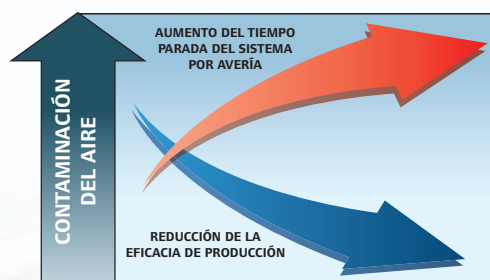 AUMENTO DEL TIEMPO
PARADA DEL SISTEMA
POR AVERÍA
CONTAMINACIÓN
DEL AIRE
REDUCCIÓN DE LA
EFICACIA DE PRODUCCIÓN